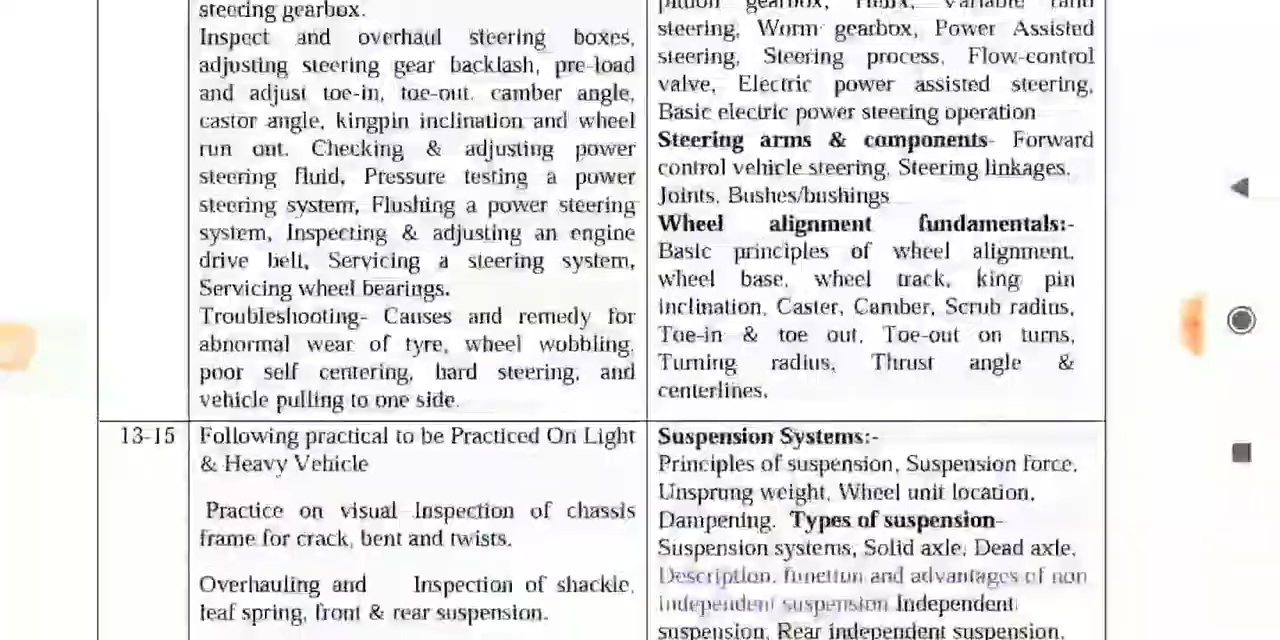 steering gearbox.
Inspect and overhaul steering boxes,
adjusting steering gear backlash, pre-load
and adjust toe-in, toe-out, camber angle,
castor angle, kingpin inclination and wheel
run out. Checking & adjusting power
steering fluid, Pressure testing a power
steering system, Flushing a power steering
system, Inspecting & adjusting an engine
drive belt, Servicing a steering system,
Servicing wheel bearings.
Troubleshooting- Causes and remedy for
abnormal wear of tyre, wheel wobbling,
poor self centering, hard steering, and
vehicle pulling to one side.
gearbox,
steering, Worm gearbox, Power Assisted
steering, Steering process, Flow-control
valve, Electric power assisted steering,
Basic electric power steering operation
Steering arms & components- Forward
control vehicle steering, Steering linkages,
Joints, Bushes/bushings
Wheel alignment fundamentals:-
Basic principles of wheel alignment,
wheel base, wheel track, king pin
inclination, Caster, Camber, Scrub radius,
Toe-in & toe out, Toe-out on turns,
Turning radius, Thrust angle &
centerlines,
13-15
Following practical to be Practiced On Light
& Heavy Vehicle
Practice on visual Inspection of chassis
frame for crack, bent and twists.
Overhauling and Inspection of shackle,
leaf spring, front & rear suspension.
Suspension Systems:-
Principles of suspension, Suspension force,
Unsprung weight, Wheel unit location,
Dampening. Types of suspension-
Suspension systems, Solid axle, Dead axle,
Description, function and advantages of non
independent suspension Independent
suspension, Rear independent suspension,